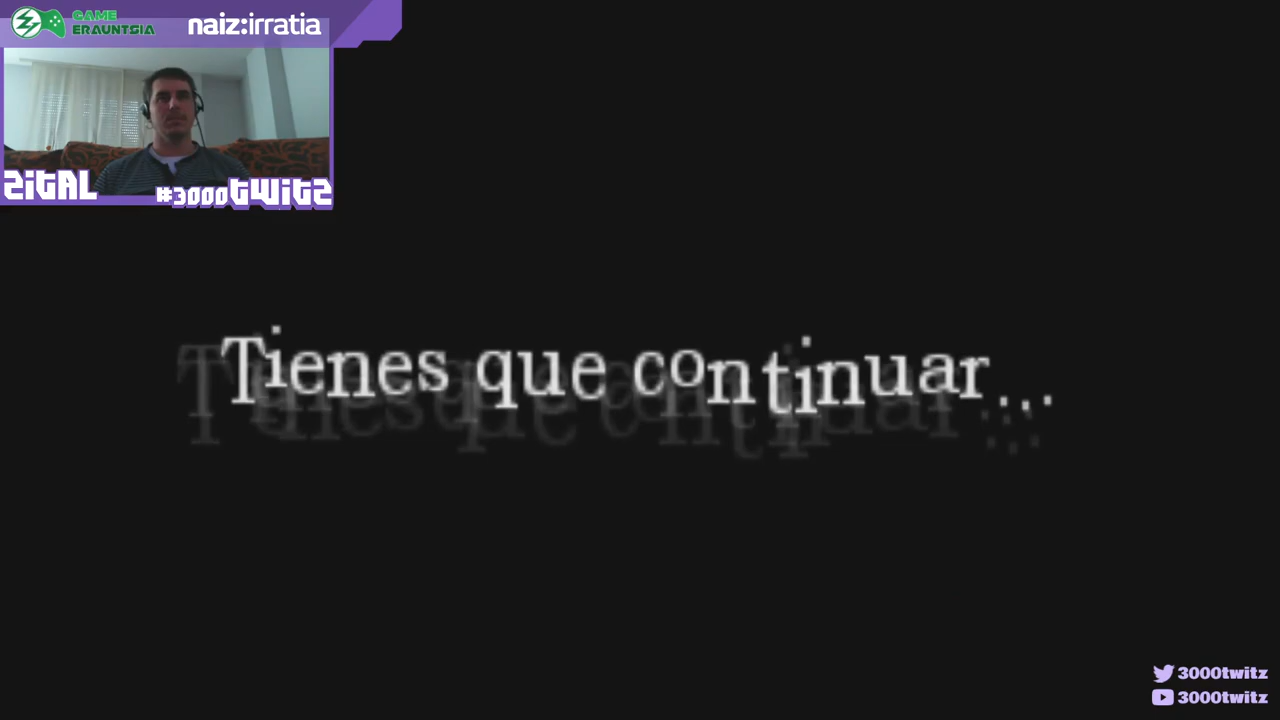 GAME
ERAUNTSIA
naiz:irratia
ZITAL
#3000TWITZ
Tienes que continuar...
3000twitz
3000twitz